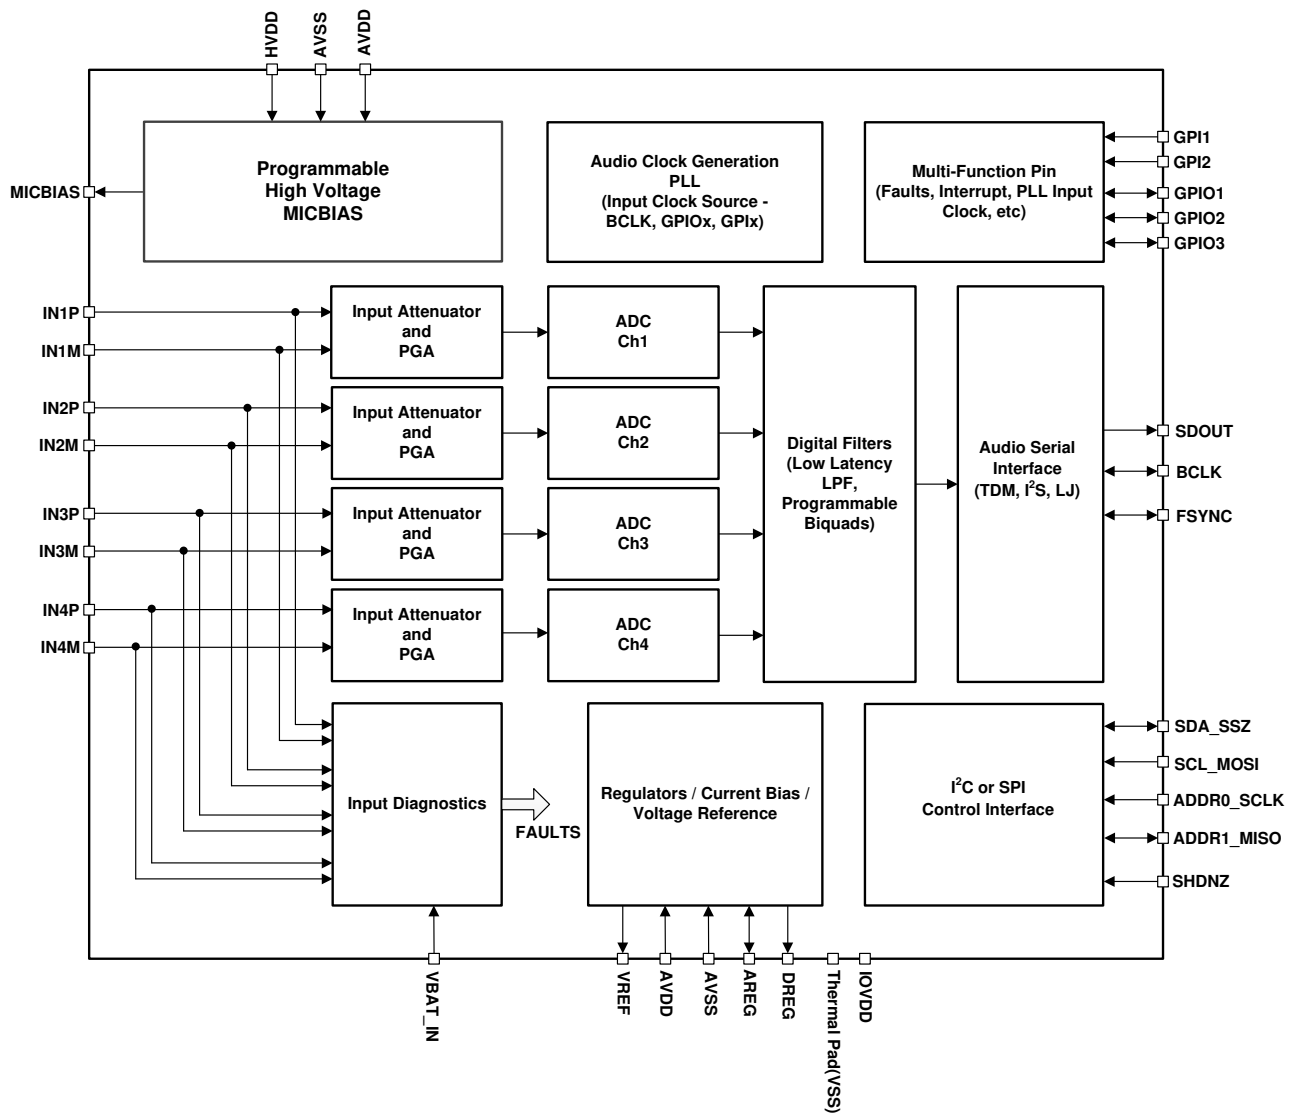 HVDD
AVSS
AVDD
MICBIAS
Programmable
High Voltage
MICBIAS
Audio Clock Generation
PLL
(Input Clock Source -
BCLK, GPIOx, GPIx)
Multi-Function Pin
(Faults, Interrupt, PLL Input
Clock, etc)
GPI1
GPI2
GPIO1
GPIO2
GPIO3
IN1P
IN1M
IN2P
IN2M
IN3P
IN3M
IN4P
IN4M
Input Attenuator
and
PGA
ADC
Ch1
Input Attenuator
and
PGA
ADC
Ch2
Input Attenuator
and
PGA
ADC
Ch3
Input Attenuator
and
PGA
ADC
Ch4
Digital Filters
(Low Latency
LPF,
Programmable
Biquads)
Audio Serial
Interface
(TDM, I²S, LJ)
SDOUT
BCLK
FSYNC
Input Diagnostics
FAULTS
Regulators / Current Bias /
Voltage Reference
I²C or SPI
Control Interface
SDA_SSZ
SCL_MOSI
ADDR0_SCLK
ADDR1_MISO
SHDNZ
VBAT_IN
VREF
AVDD
AVSS
AREG
DREG
Thermal Pad(VSS)
IOVDD